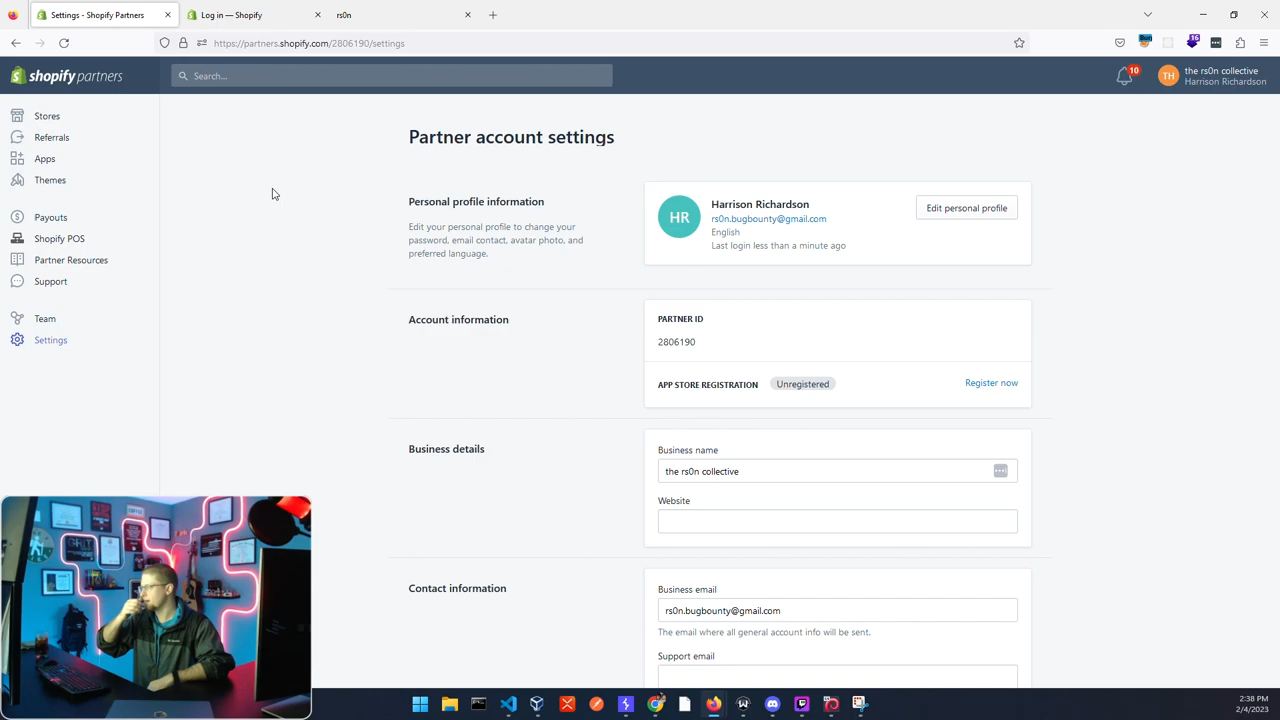 Settings - Shopify Partners
Log in — Shopify
rs0n
https://partners.shopify.com/2806190/settings
16
shopify partners
Search...
10
TH
the rs0n collective
Harrison Richardson
Stores
Referrals
Apps
Themes
Payouts
Shopify POS
Partner Resources
Support
Team
Settings
Partner account settings
Personal profile information
Edit your personal profile to change your
password, email contact, avatar photo, and
preferred language.
HR
Harrison Richardson
rs0n.bugbounty@gmail.com
English
Last login less than a minute ago
Edit personal profile
Account information
PARTNER ID
2806190
APP STORE REGISTRATION
Unregistered
Register now
Business details
Business name
the rs0n collective
Website
Contact information
Business email
rs0n.bugbounty@gmail.com
The email where all general account info will be sent.
Support email
2:38 PM
2/4/2023